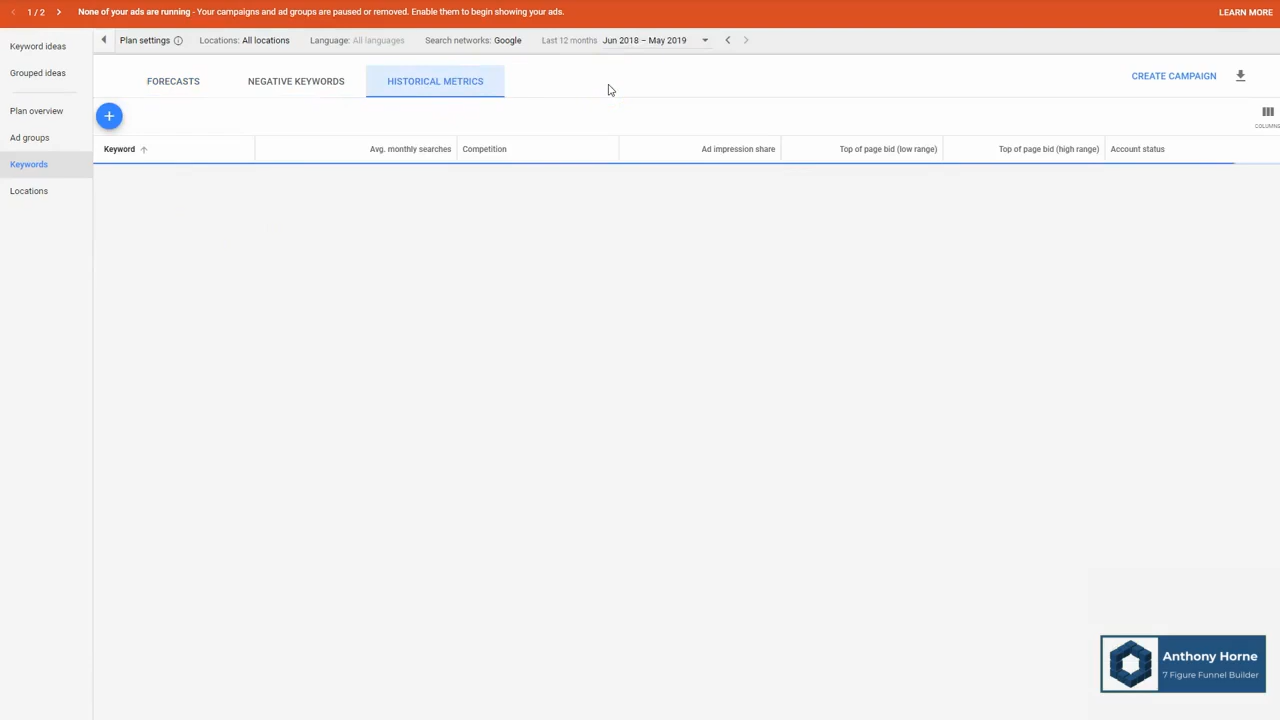 1 / 2
None of your ads are running - Your campaigns and ad groups are paused or removed. Enable them to begin showing your ads.
LEARN MORE
Keyword ideas
Grouped ideas
Plan overview
Ad groups
Keywords
Locations
Plan settings
Locations: All locations
Language: All languages
Search networks: Google
Last 12 months
Jun 2018 – May 2019
FORECASTS
NEGATIVE KEYWORDS
HISTORICAL METRICS
CREATE CAMPAIGN
+
COLUMNS
Keyword
Avg. monthly searches
Competition
Ad impression share
Top of page bid (low range)
Top of page bid (high range)
Account status
Anthony Horne
7 Figure Funnel Builder